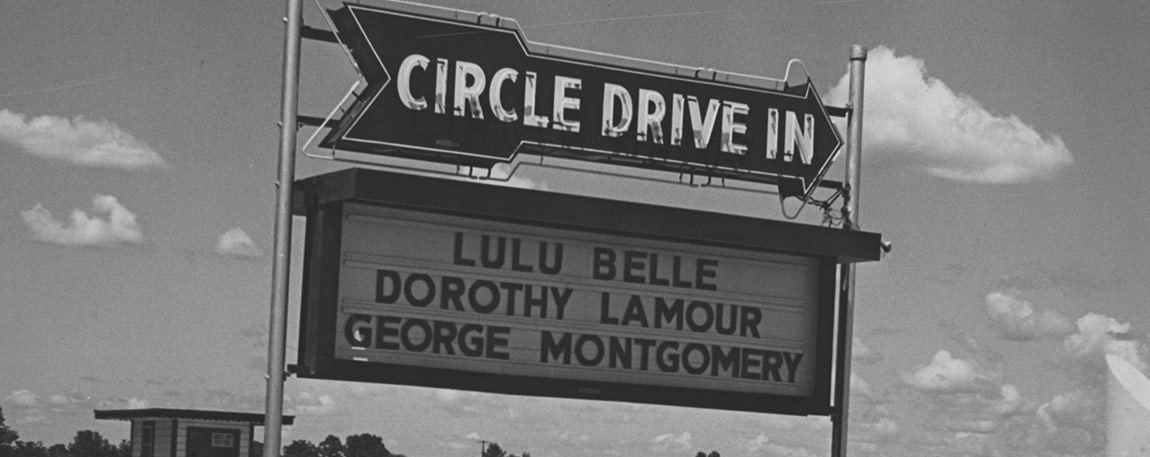 CIRCLE DRIVE IN
LULU BELLE
DOROTHY LAMOUR
GEORGE MONTGOMERY